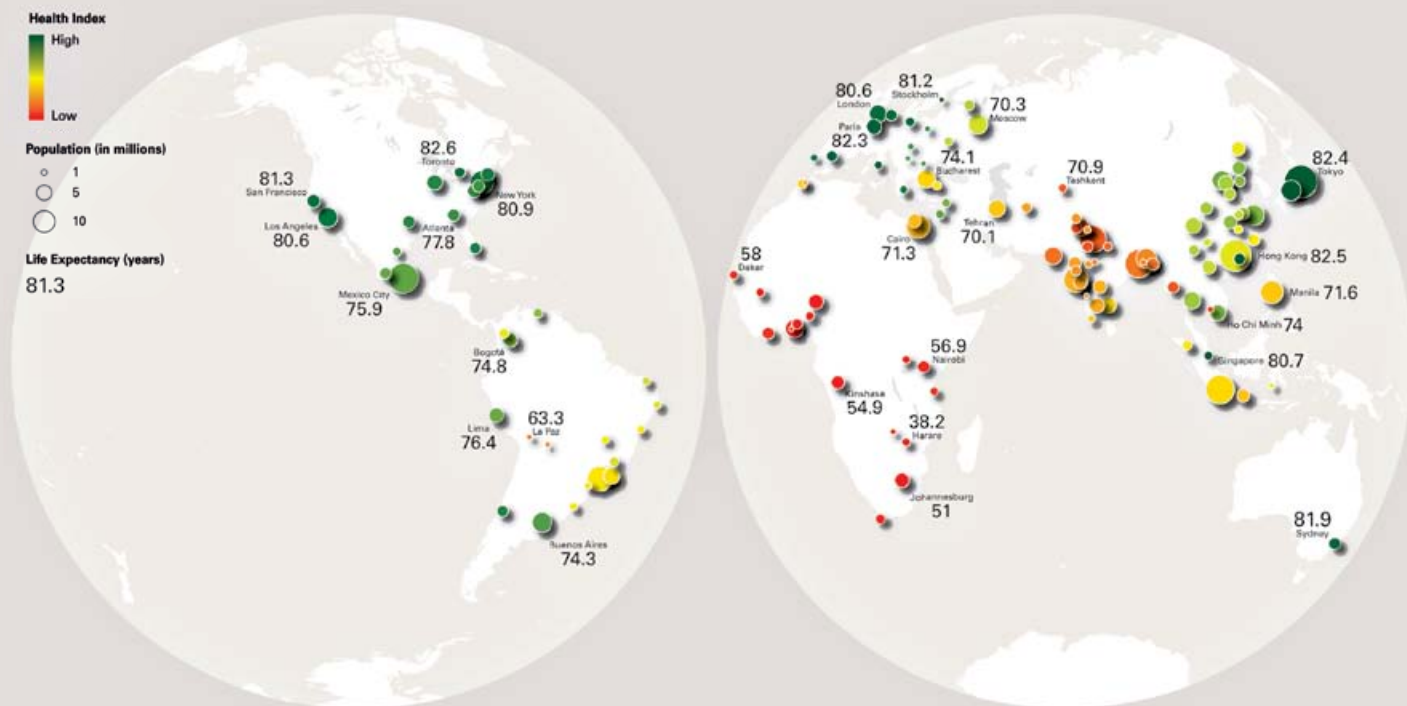 Health Index
High
Low
Population (in millions)
1
5
10
Life Expectancy (years)
81.3
82.6
Toronto
81.3
San Francisco
New York
80.9
Los Angeles
80.6
Atlanta
77.8
Mexico City
75.9
Bogotá
74.8
63.3
La Paz
Lima
76.4
Buenos Aires
74.3
80.6
London
81.2
Stockholm
70.3
Moscow
Paris
82.3
74.1
Bucharest
70.9
Tashkent
82.4
Tokyo
Cairo
71.3
Tehran
70.1
58
Dakar
Hong Kong 82.5
Manila 71.6
Ho Chi Minh 74
56.9
Nairobi
Singapore 80.7
Kinshasa
54.9
38.2
Harare
Johannesburg
51
81.9
Sydney